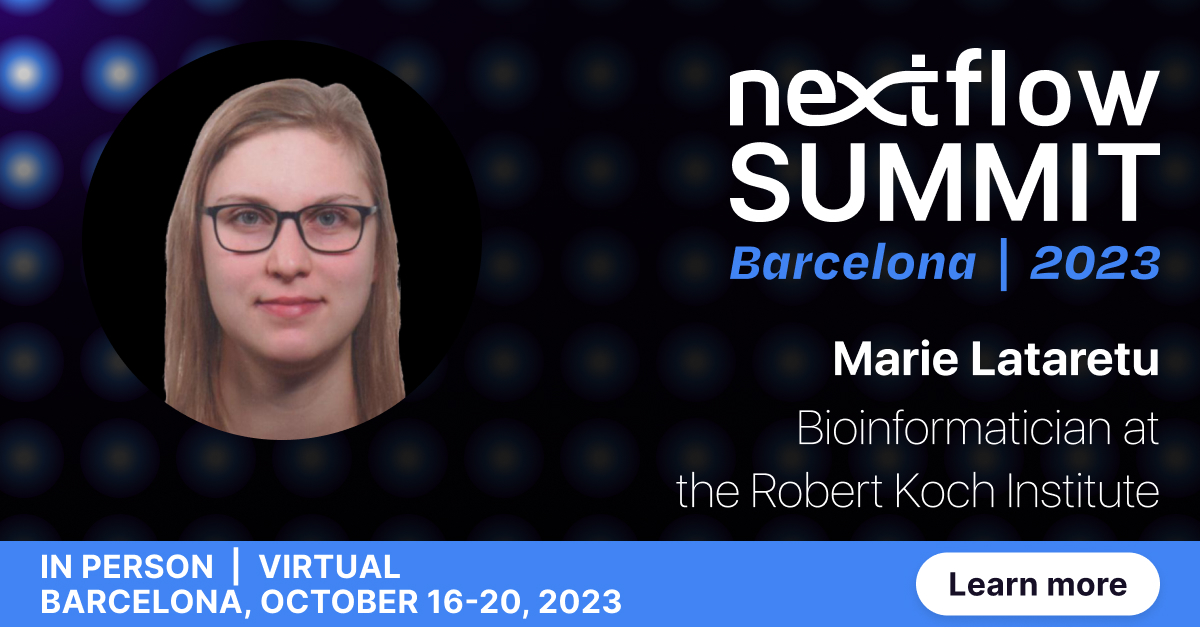 nextflow
SUMMIT
Barcelona | 2023
Marie Lataretu
Bioinformatician at
the Robert Koch Institute
IN PERSON | VIRTUAL
BARCELONA, OCTOBER 16-20, 2023
Learn more